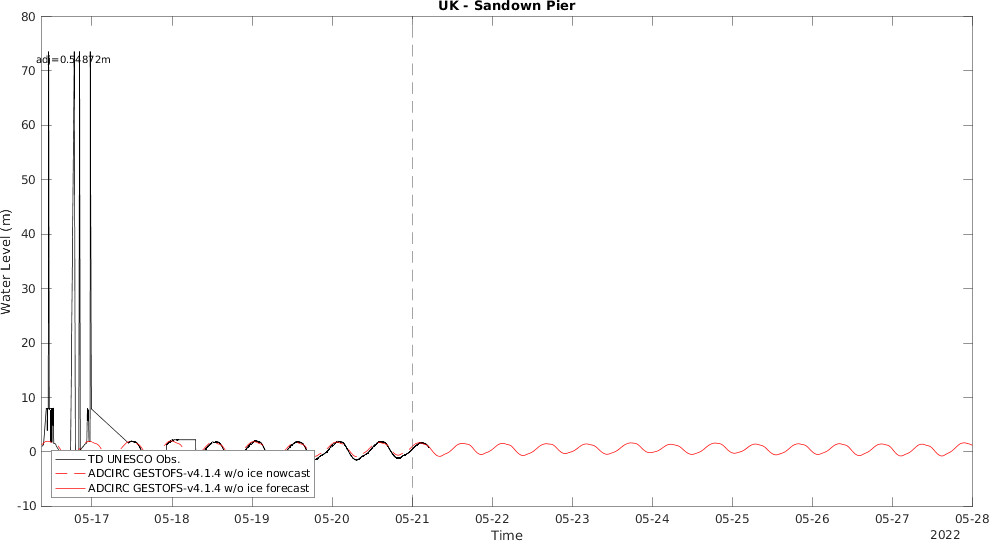 UK - Sandown Pier
80
adj=0.54872m
70
60
50
40
30
20
10
0
-10
Water Level (m)
TD UNESCO Obs.
ADCIRC GESTOFS-v4.1.4 w/o ice nowcast
ADCIRC GESTOFS-v4.1.4 w/o ice forecast
05-17 05-18 05-19 05-20 05-21 05-22 05-23 05-24 05-25 05-26 05-27 05-28
Time
2022